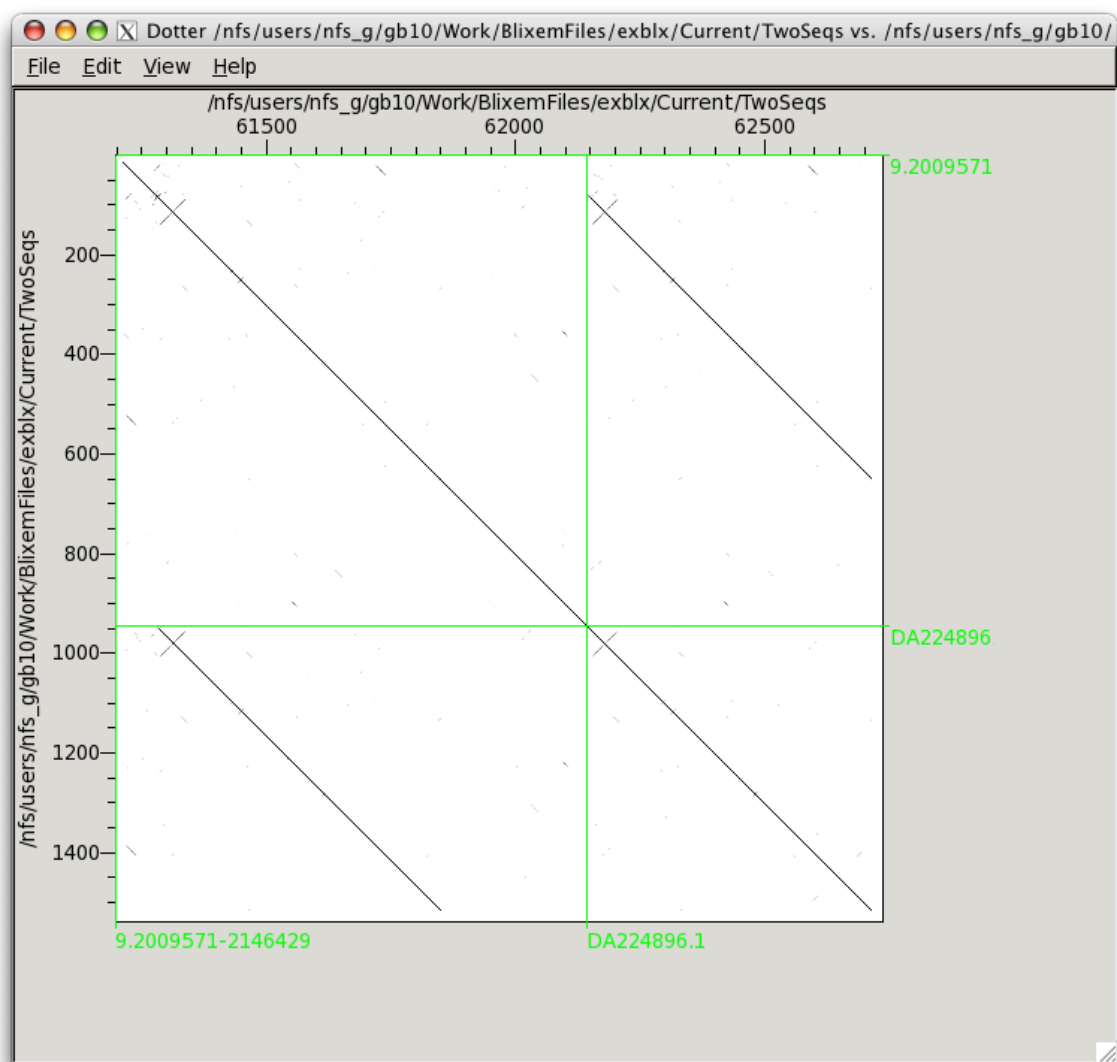 Dotter /nfs/users/nfs_g/gb10/Work/BlixemFiles/exblx/Current/TwoSeqs vs. /nfs/users/nfs_g/gb10/
File Edit View Help
/nfs/users/nfs_g/gb10/Work/BlixemFiles/exblx/Current/TwoSeqs
61500 62000 62500
9.2009571
/nfs/users/nfs_g/gb10/Work/BlixemFiles/exblx/Current/TwoSeqs
200
400
600
800
DA224896
1000
1200
1400
9.2009571-2146429 DA224896.1